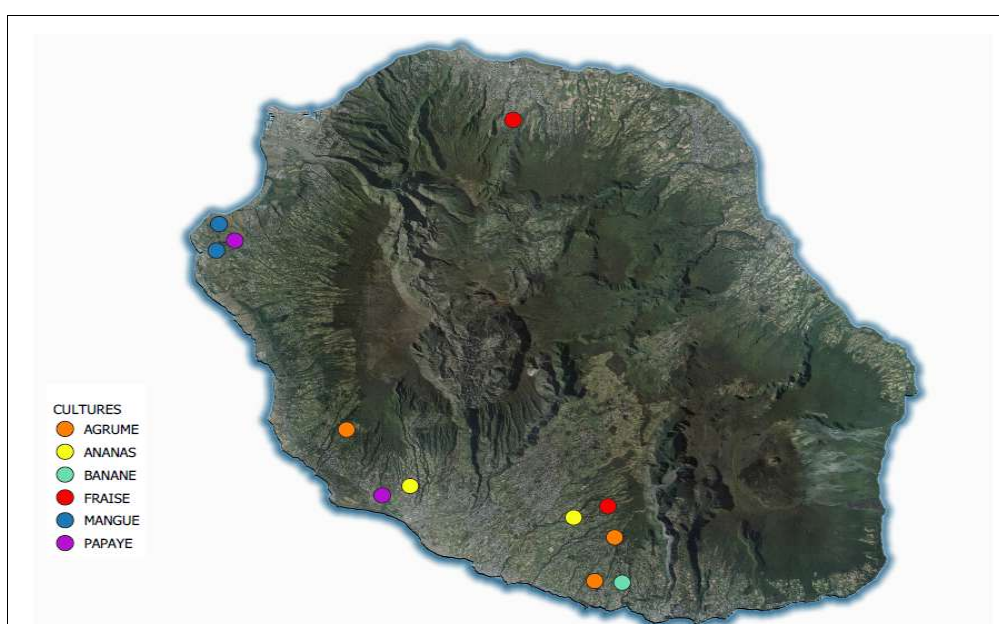 CULTURES
AGRUME
ANANAS
BANANE
FRAISE
MANGUE
PAPAYE